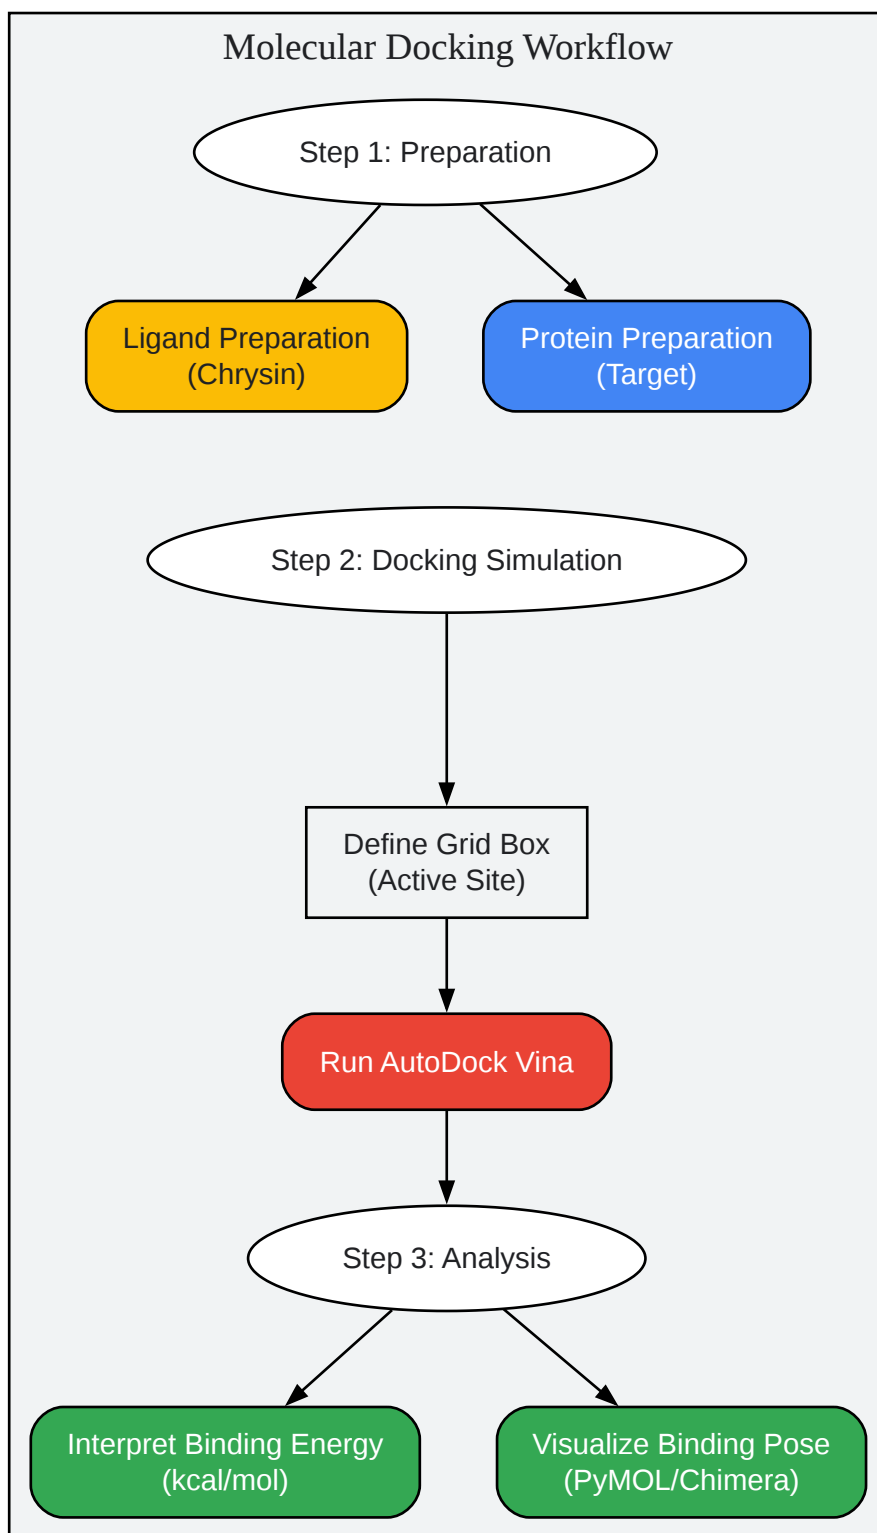 Molecular Docking Workflow
Step 1: Preparation
Ligand Preparation
(Chrysin)
Protein Preparation
(Target)
Step 2: Docking Simulation
Define Grid Box
(Active Site)
Run AutoDock Vina
Step 3: Analysis
Interpret Binding Energy
(kcal/mol)
Visualize Binding Pose
(PyMOL/Chimera)